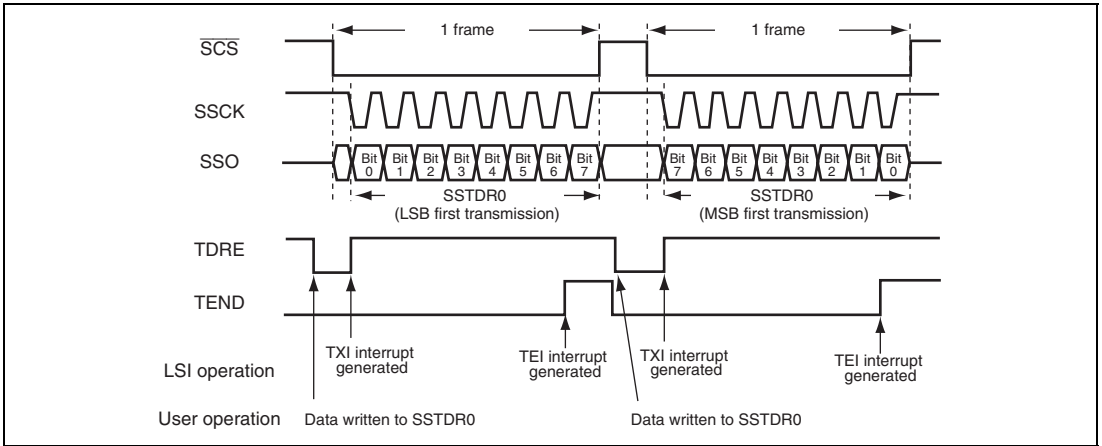 1 frame 1 frame
SCS
SSCK
SSO
Bit 0 Bit 1 Bit 2 Bit 3 Bit 4 Bit 5 Bit 6 Bit 7 Bit 7 Bit 6 Bit 5 Bit 4 Bit 3 Bit 2 Bit 1 Bit 0
SSTDR0 SSTDR0
(LSB first transmission) (MSB first transmission)
TDRE
TEND
TXI interrupt generated TEI interrupt generated TXI interrupt generated TEI interrupt generated
LSI operation
User operation Data written to SSTDR0 Data written to SSTDR0